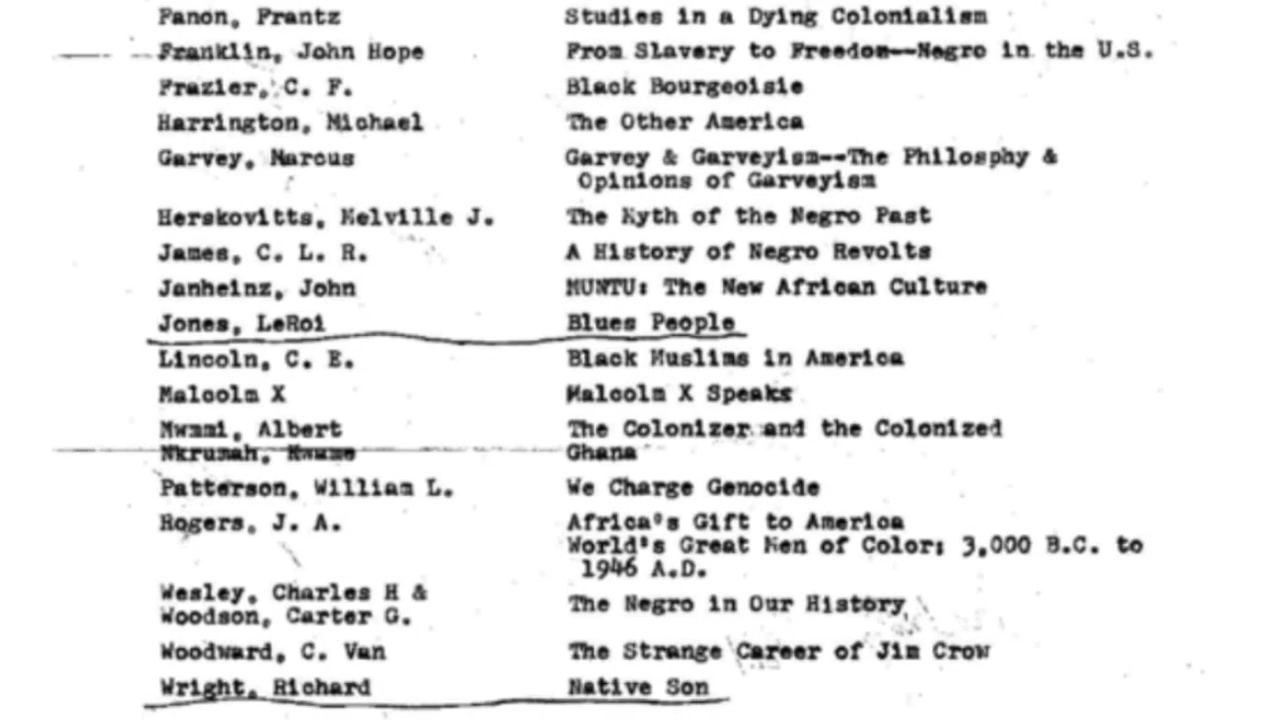 Fanon, Frantz Studies in a Dying Colonialism
Franklin, John Hope From Slavery to Freedom--Negro in the U.S.
Frazier, C. F. Black Bourgeoisie
Harrington, Michael The Other America
Garvey, Marcus Garvey & Garveyism--The Philosphy &
Opinions of Garveyism
Herskovitts, Melville J. The Myth of the Negro Past
James, C. L. R. A History of Negro Revolts
Janheinz, John MUNTU: The New African Culture
Jones, LeRoi Blues People
Lincoln, C. E. Black Muslims in America
Malcolm X Malcolm X Speaks
Mwmmi, Albert The Colonizer and the Colonized
Nkrumah, Kwame Ghana
Patterson, William L. We Charge Genocide
Rogers, J. A. Africa's Gift to America
World's Great Men of Color; 3,000 B.C. to
1946 A.D.
Wesley, Charles H &
Woodson, Carter G. The Negro in Our History
Woodward, C. Van The Strange Career of Jim Crow
Wright, Richard Native Son